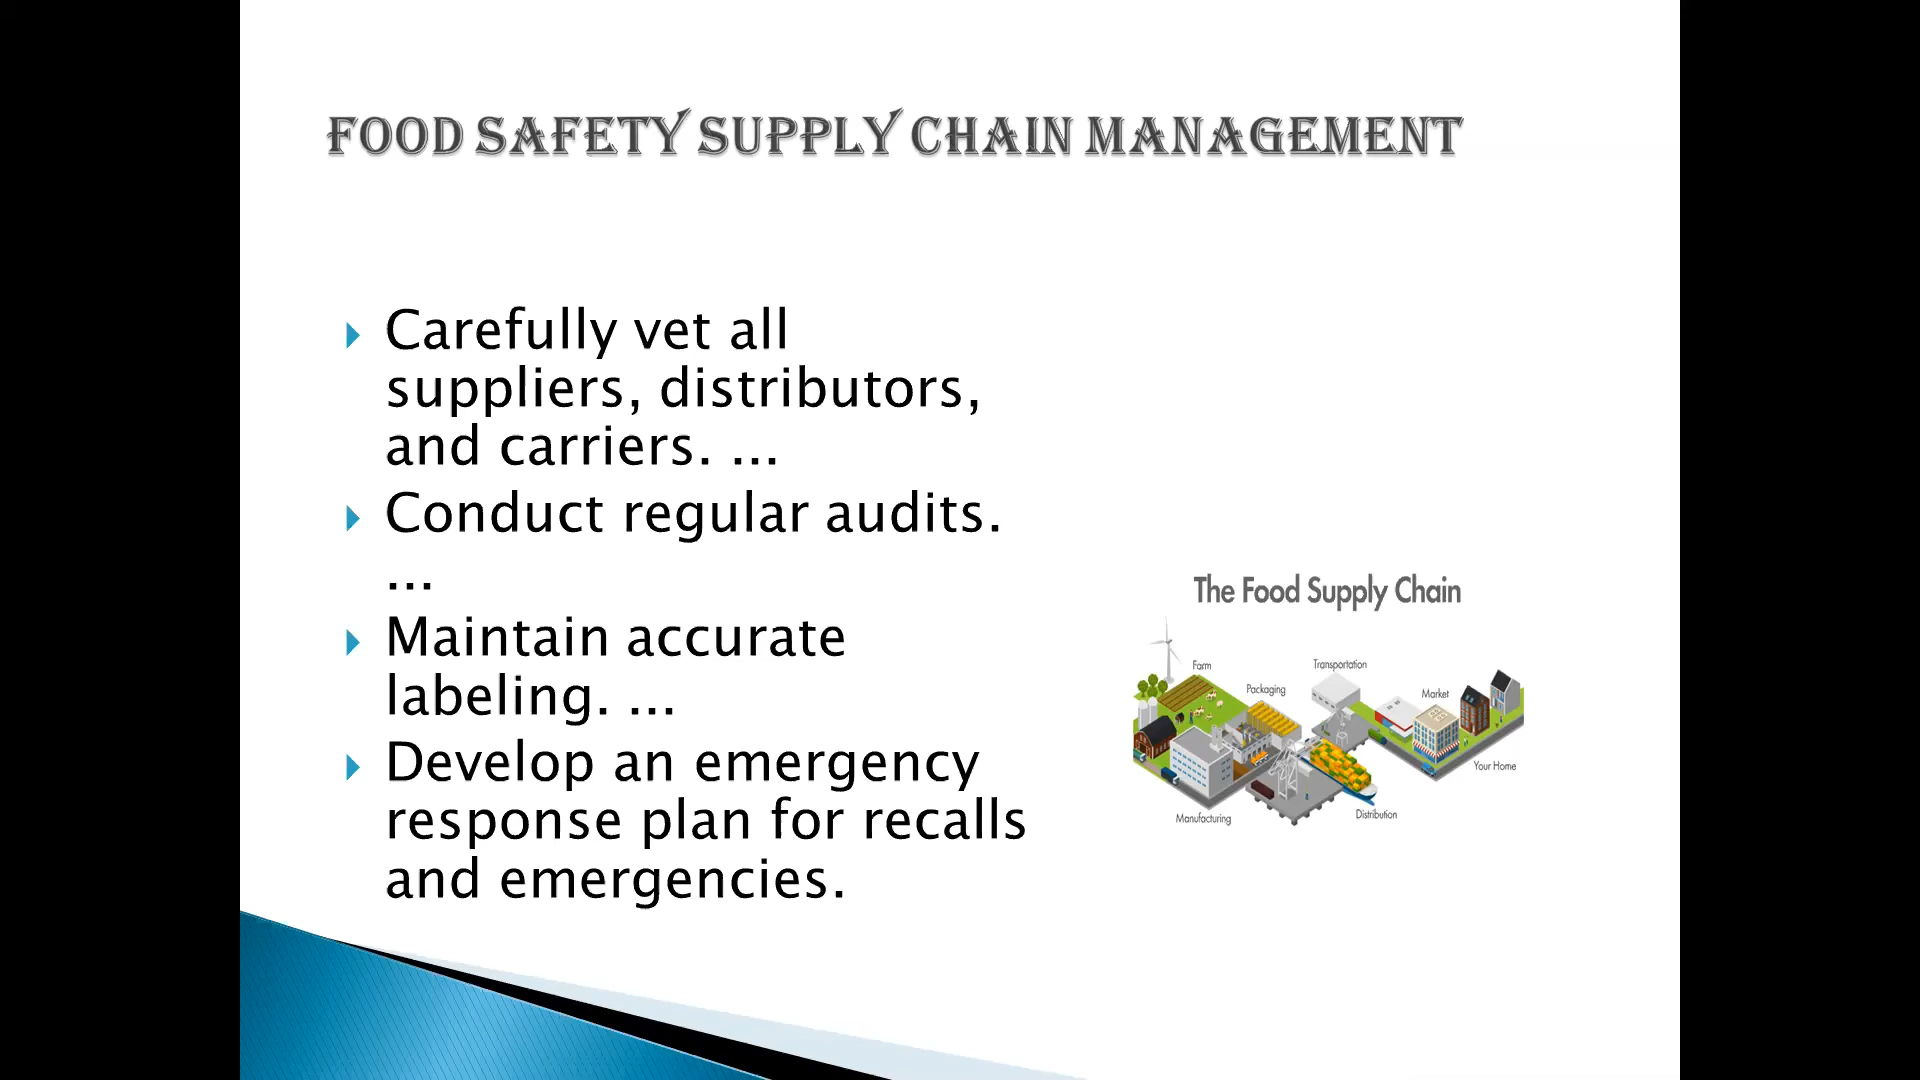 FOOD SAFETY SUPPLY CHAIN MANAGEMENT
Carefully vet all
suppliers, distributors,
and carriers. ...
Conduct regular audits.
...
Maintain accurate
labeling. ...
Develop an emergency
response plan for recalls
and emergencies.
The Food Supply Chain
Farm
Packaging
Transportation
Market
Your Home
Manufacturing
Distribution